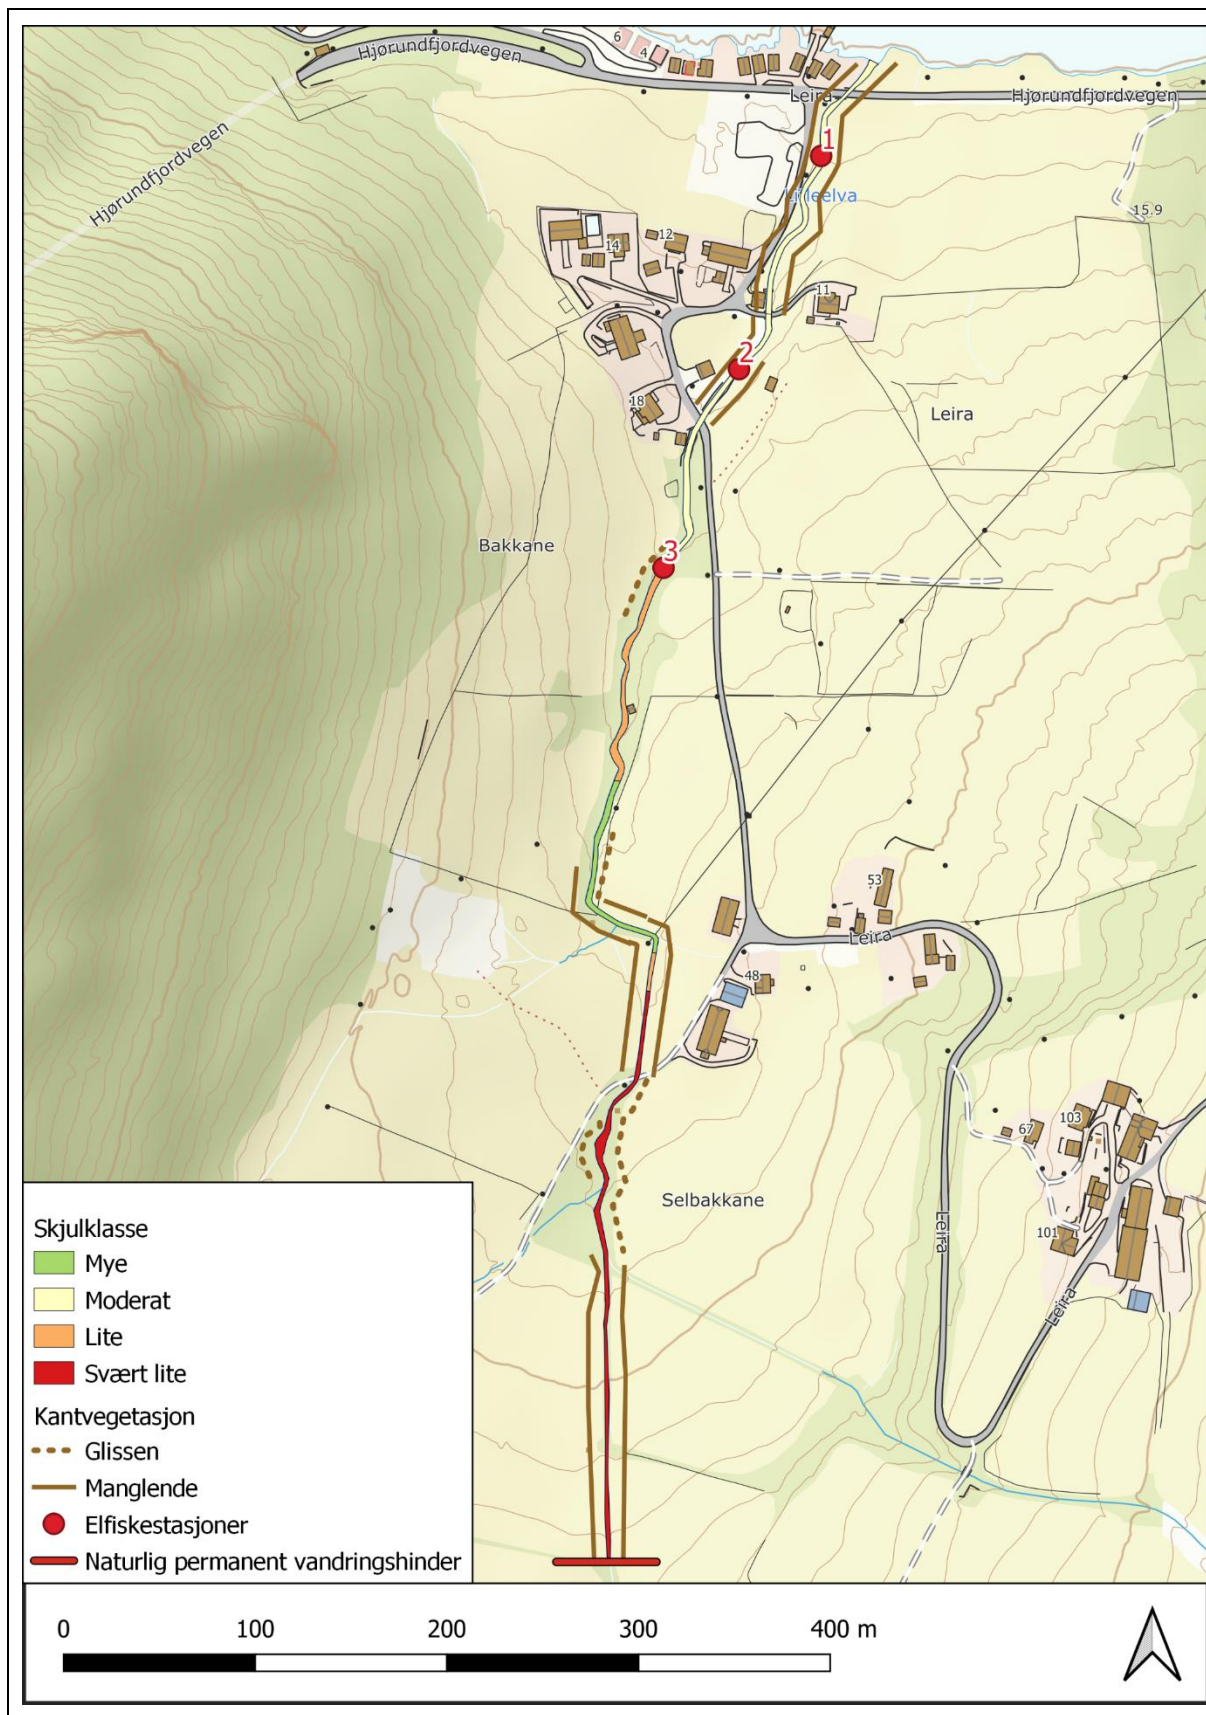 6
4
Hjørundfjordvegen
Leira
Hjørundfjordvegen
Hjørundfjordvegen
1
Lilleelva
15.9
14
12
11
2
18
Leira
Bakkane
3
53
Leira
48
67
103
Selbakkane
101
Leira
Leira
Skjulklasse
Mye
Moderat
Lite
Svært lite
Kantvegetasjon
Glissen
Manglende
Elfiskestasjoner
Naturlig permanent vandringshinder
0 100 200 300 400 m